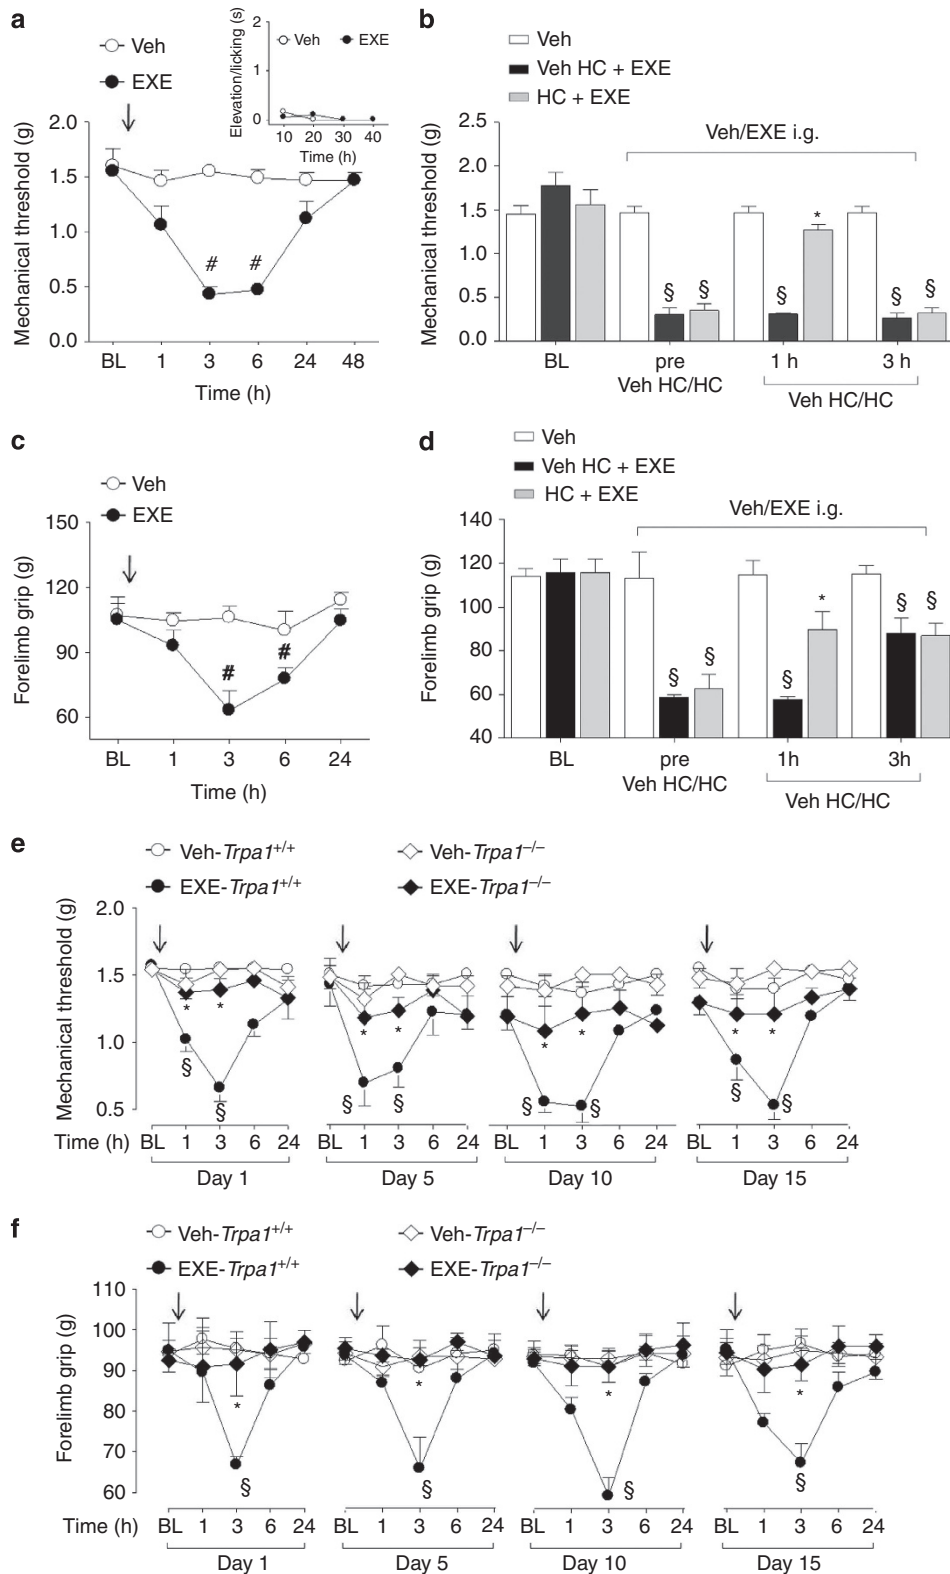 a
Veh
EXE
Elevation/licking (s)
2
1
0
Veh EXE
10 20 30 40
Time (h)
Mechanical threshold (g)
2.0
1.5
1.0
0.5
0.0
# #
BL 1 3 6 24 48
Time (h)
b
Veh
Veh HC + EXE
HC + EXE
Mechanical threshold (g)
2.5
2.0
1.5
1.0
0.5
0.0
Veh/EXE i.g.
§ § § * § §
BL pre 1 h 3 h
Veh HC/HC
Veh HC/HC
c
Veh
EXE
Forelimb grip (g)
150
120
90
60
# #
BL 1 3 6 24
Time (h)
d
Veh
Veh HC + EXE
HC + EXE
Forelimb grip (g)
140
120
100
80
60
40
Veh/EXE i.g.
§ § § * § §
BL pre 1h 3h
Veh HC/HC
Veh HC/HC
e
Veh-Trpa1+/+ Veh-Trpa1–/–
EXE-Trpa1+/+ EXE-Trpa1–/–
Mechanical threshold (g)
2.0
1.5
1.0
0.5
* * * * * * * *
§ § § § § § § §
Time (h) BL 1 3 6 24 BL 1 3 6 24 BL 1 3 6 24 BL 1 3 6 24
Day 1 Day 5 Day 10 Day 15
f
Veh-Trpa1+/+ Veh-Trpa1–/–
EXE-Trpa1+/+ EXE-Trpa1–/–
Forelimb grip (g)
110
100
90
80
70
60
* * * *
§ § § §
Time (h) BL 1 3 6 24 BL 1 3 6 24 BL 1 3 6 24 BL 1 3 6 24
Day 1 Day 5 Day 10 Day 15